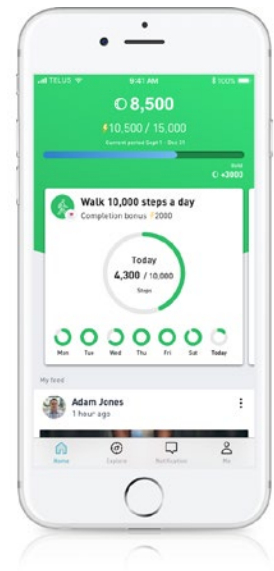 TELUS 9:41 AM 100%
8,500
10,500 / 15,000
Current period Sept 1 - Dec 31
+3000
Walk 10,000 steps a day
Completion bonus 2000
Today
4,300 / 10,000
Steps
Mon Tue Wed Thu Fri Sat Today
My feed
Adam Jones
1 hour ago
Home Explore Notification Me